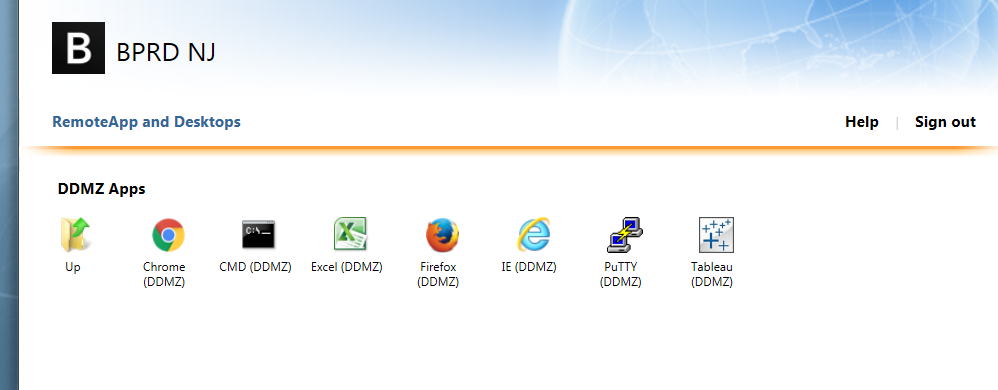 B BPRD NJ
RemoteApp and Desktops
Help | Sign out
DDMZ Apps
Up
Chrome
(DDMZ)
C:\_
CMD (DDMZ)
Excel (DDMZ)
Firefox
(DDMZ)
IE (DDMZ)
PuTTY
(DDMZ)
Tableau
(DDMZ)